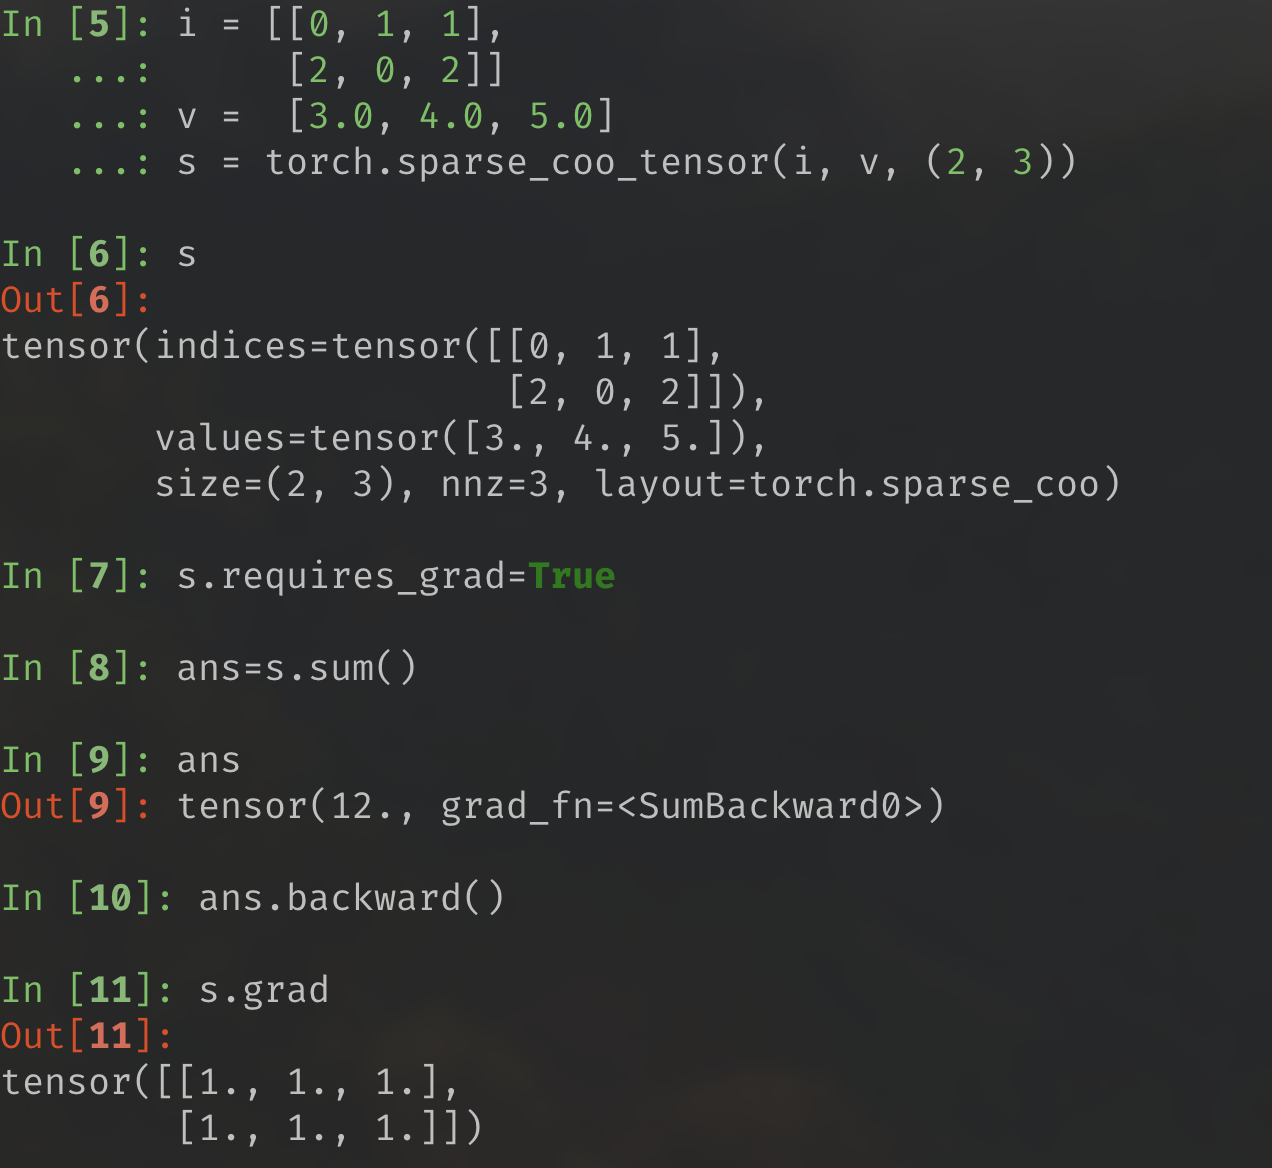 In [5]: i = [[0, 1, 1],
   ...:      [2, 0, 2]]
   ...: v =  [3.0, 4.0, 5.0]
   ...: s = torch.sparse_coo_tensor(i, v, (2, 3))
In [6]: s
Out[6]:
tensor(indices=tensor([[0, 1, 1],
                       [2, 0, 2]]),
       values=tensor([3., 4., 5.]),
       size=(2, 3), nnz=3, layout=torch.sparse_coo)
In [7]: s.requires_grad=True
In [8]: ans=s.sum()
In [9]: ans
Out[9]: tensor(12., grad_fn=<SumBackward0>)
In [10]: ans.backward()
In [11]: s.grad
Out[11]:
tensor([[1., 1., 1.],
        [1., 1., 1.]])